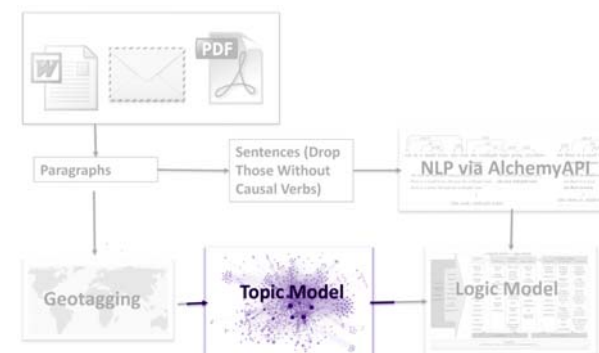 W
PDF
Paragraphs
Sentences (Drop
Those Without
Causal Verbs)
NLP via AlchemyAPI
Geotagging
Topic Model
Logic Model